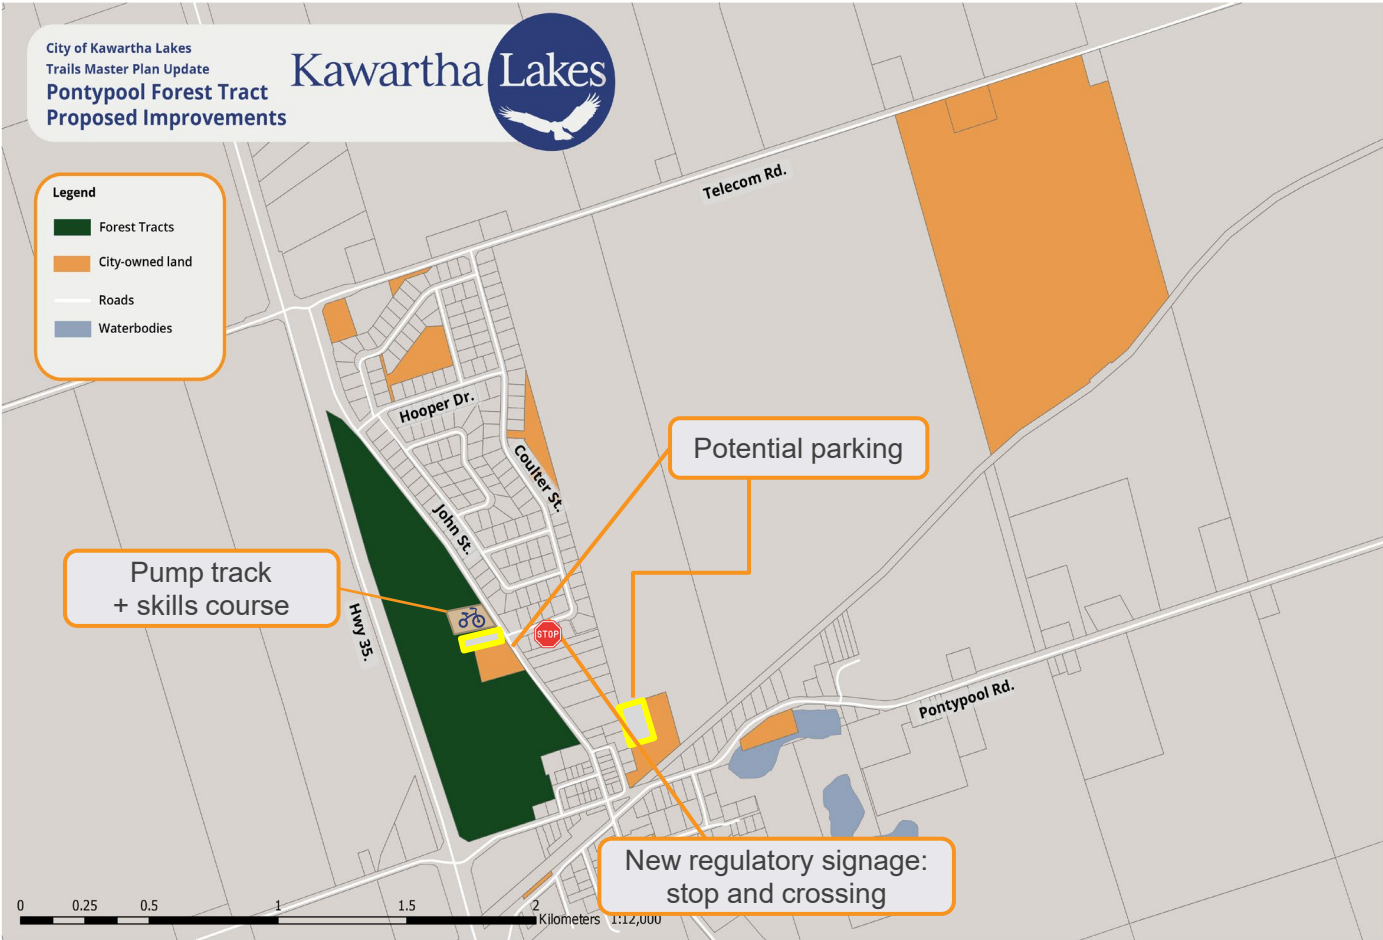 City of Kawartha Lakes
Trails Master Plan Update
Pontypool Forest Tract
Proposed Improvements
Kawartha Lakes
Legend
Forest Tracts
City-owned land
Roads
Waterbodies
Telecom Rd.
Hooper Dr.
Coulter St.
John St.
Hwy 35.
Pontypool Rd.
Potential parking
Pump track
+ skills course
STOP
New regulatory signage:
stop and crossing
0 0.25 0.5 1 1.5 2
Kilometers 1:12,000